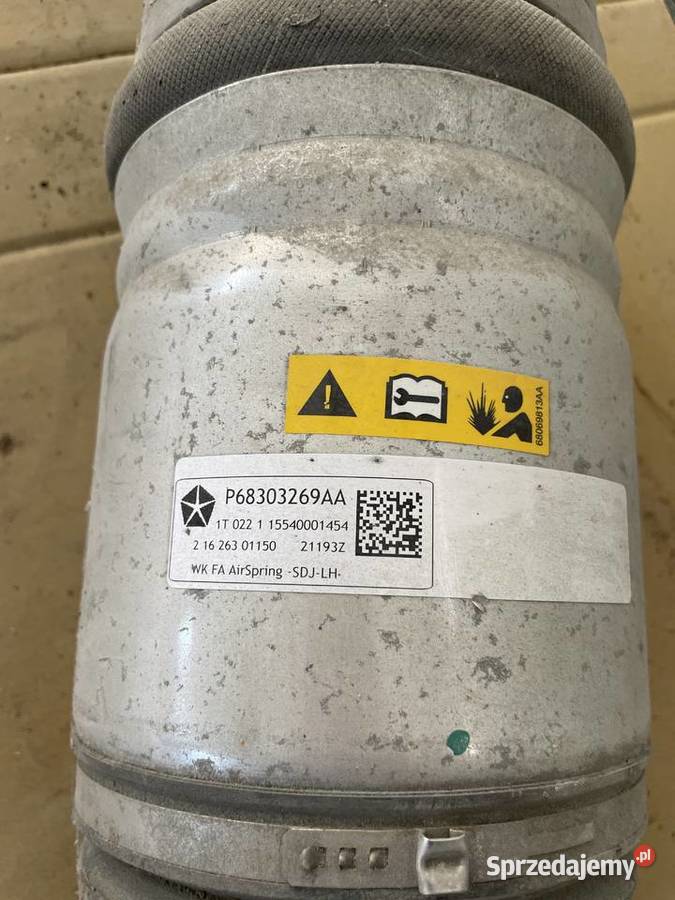 68069813AA
P68303269AA
1T 022 1 15540001454
2 16 263 01150 21193Z
WK FA AirSpring -SDJ-LH-
Sprzedajemy.pl